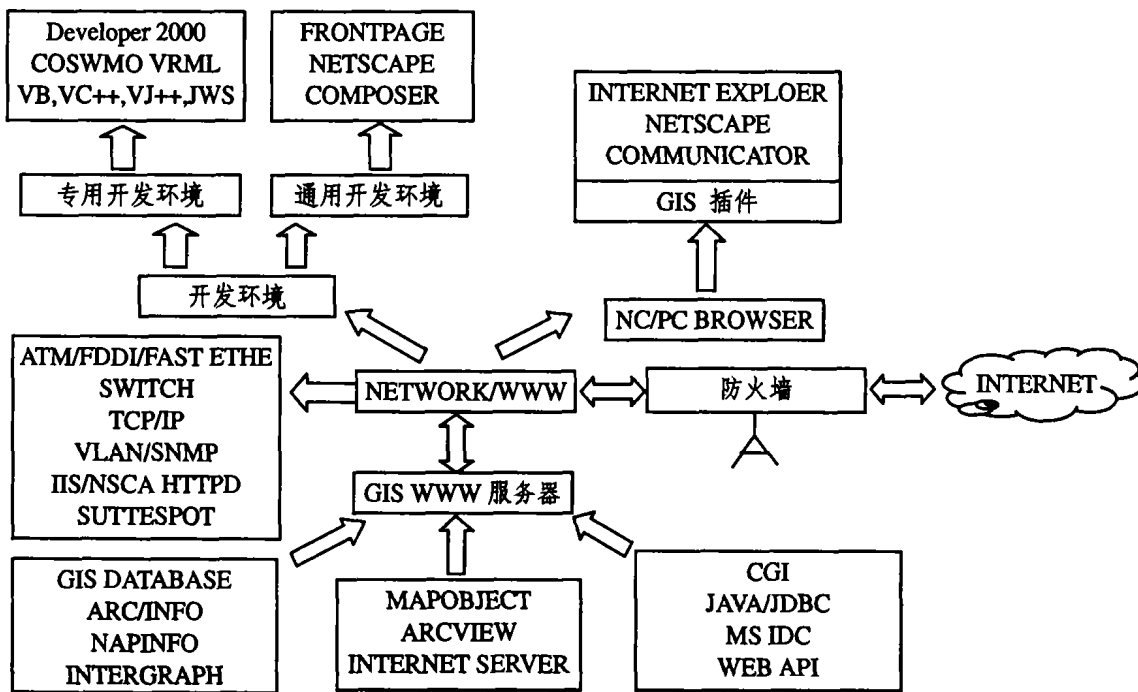 Developer 2000
COSWMO VRML
VB,VC++,VJ++,JWS
FRONTPAGE
NETSCAPE
COMPOSER
INTERNET EXPLOER
NETSCAPE
COMMUNICATOR
GIS 插件
专用开发环境
通用开发环境
开发环境
NC/PC BROWSER
ATM/FDDI/FAST ETHE
SWITCH
TCP/IP
VLAN/SNMP
IIS/NSCA HTTPD
SUTTESPOT
NETWORK/WWW
防火墙
INTERNET
GIS WWW 服务器
GIS DATABASE
ARC/INFO
NAPINFO
INTERGRAPH
MAPOBJECT
ARCVIEW
INTERNET SERVER
CGI
JAVA/JDBC
MS IDC
WEB API